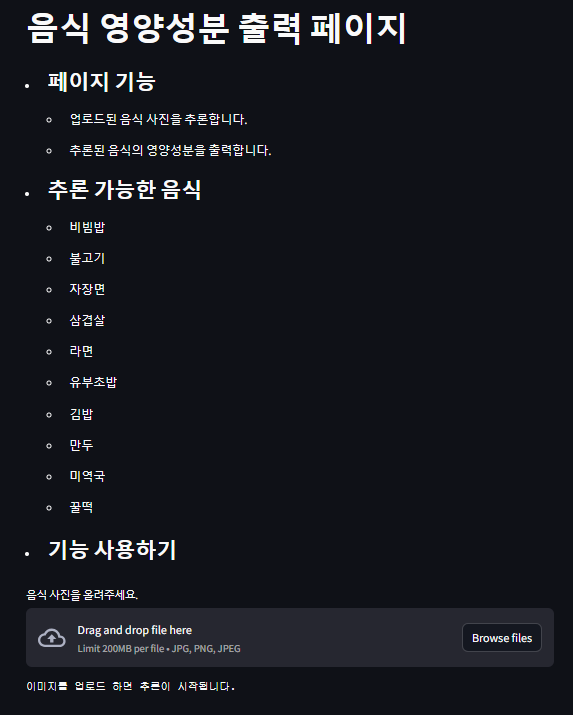 음식 영양성분 출력 페이지
페이지 기능
업로드된 음식 사진을 추론합니다.
추론된 음식의 영양성분을 출력합니다.
추론 가능한 음식
비빔밥
불고기
자장면
삼겹살
라면
유부초밥
김밥
만두
미역국
꿀떡
기능 사용하기
음식 사진을 올려주세요.
Drag and drop file here
Limit 200MB per file • JPG, PNG, JPEG
Browse files
이미지를 업로드 하면 추론이 시작됩니다.